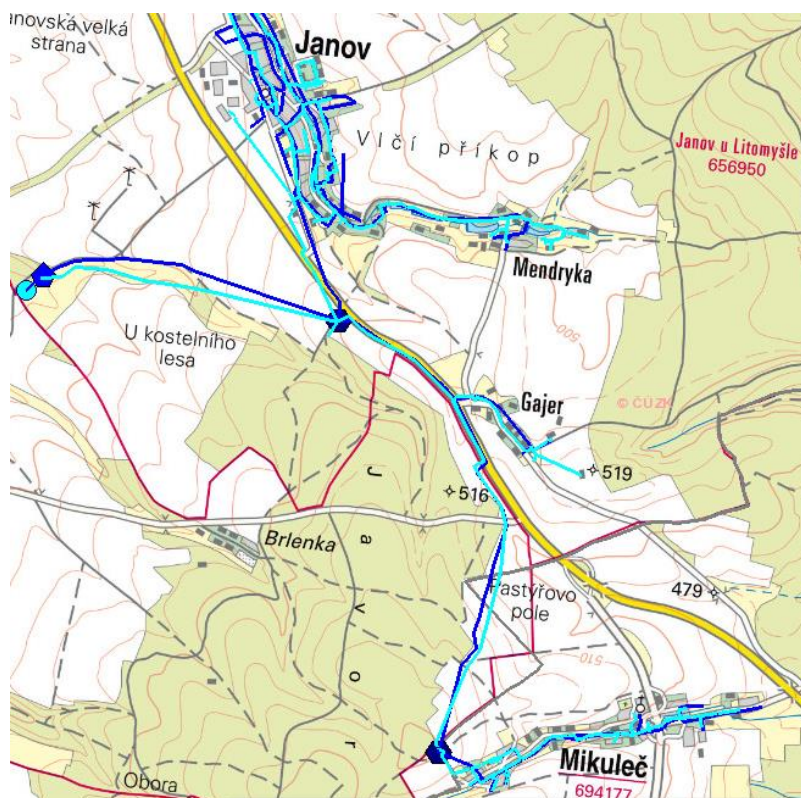 anovská velká
strana
Janov
Vlčí příkop
Janov u Litomyšle
656950
Mendryka
U kostelního
lesa
500
Gajer
© ČÚZK
519
516
Brlenka
Javor
Pastýřovo
pole
479
510
Mikuleč
694177
Obora